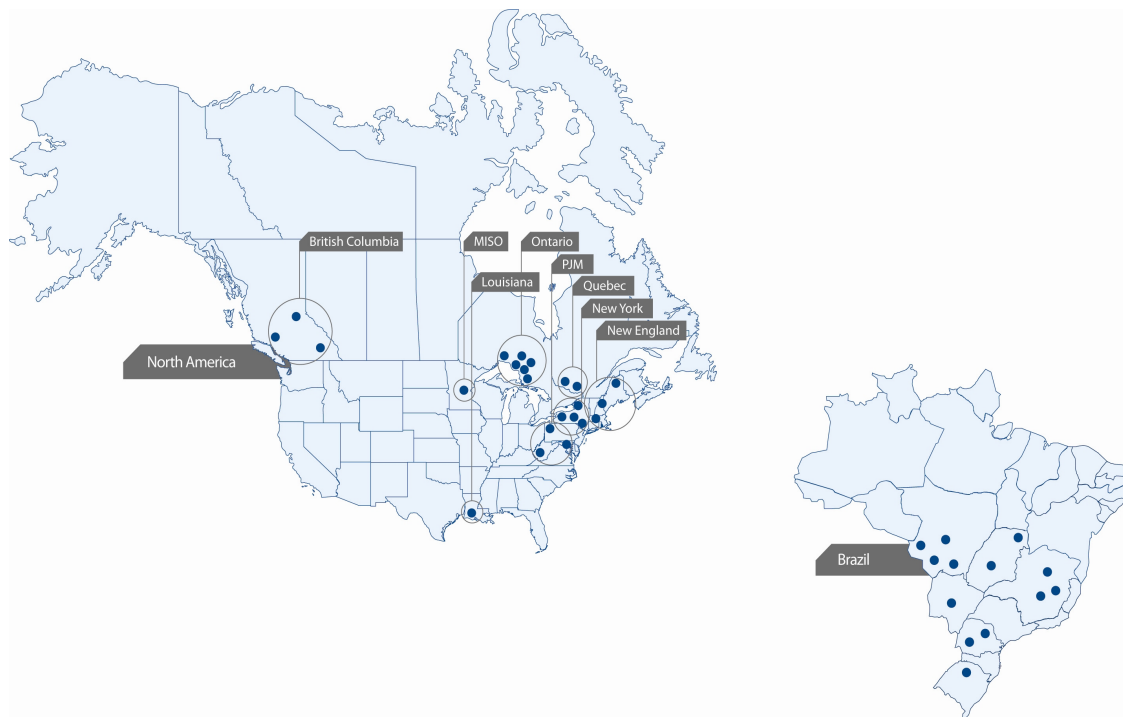 British Columbia
MISO
Ontario
PJM
Louisiana
Quebec
New York
New England
North America
Brazil